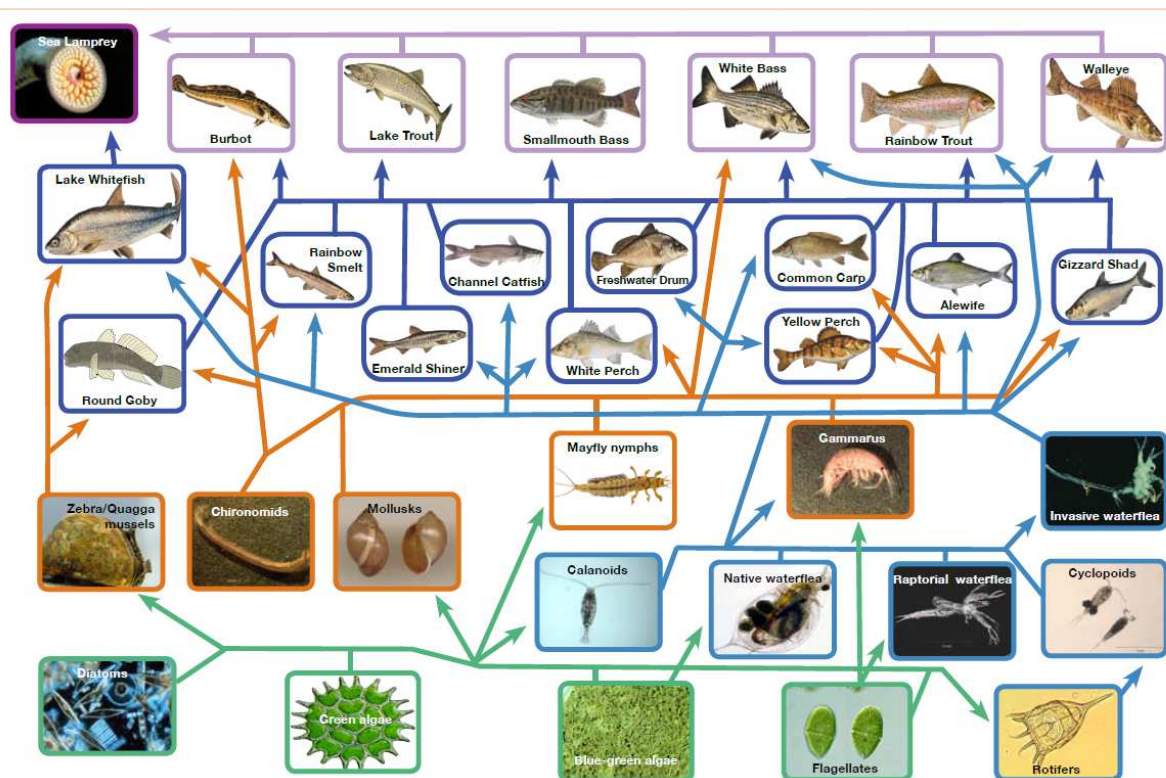 Sea Lamprey
Burbot
Lake Trout
Smallmouth Bass
White Bass
Rainbow Trout
Walleye
Lake Whitefish
Rainbow
Smelt
Channel Catfish
Freshwater Drum
Common Carp
Alewife
Gizzard Shad
Round Goby
Emerald Shiner
White Perch
Yellow Perch
Zebra/Quagga
mussels
Chironomids
Mollusks
Mayfly nymphs
Gammarus
Invasive waterflea
Calanoids
Native waterflea
Raptorial waterflea
Cyclopoids
Diatoms
Green algae
Blue-green algae
Flagellates
Rotifers